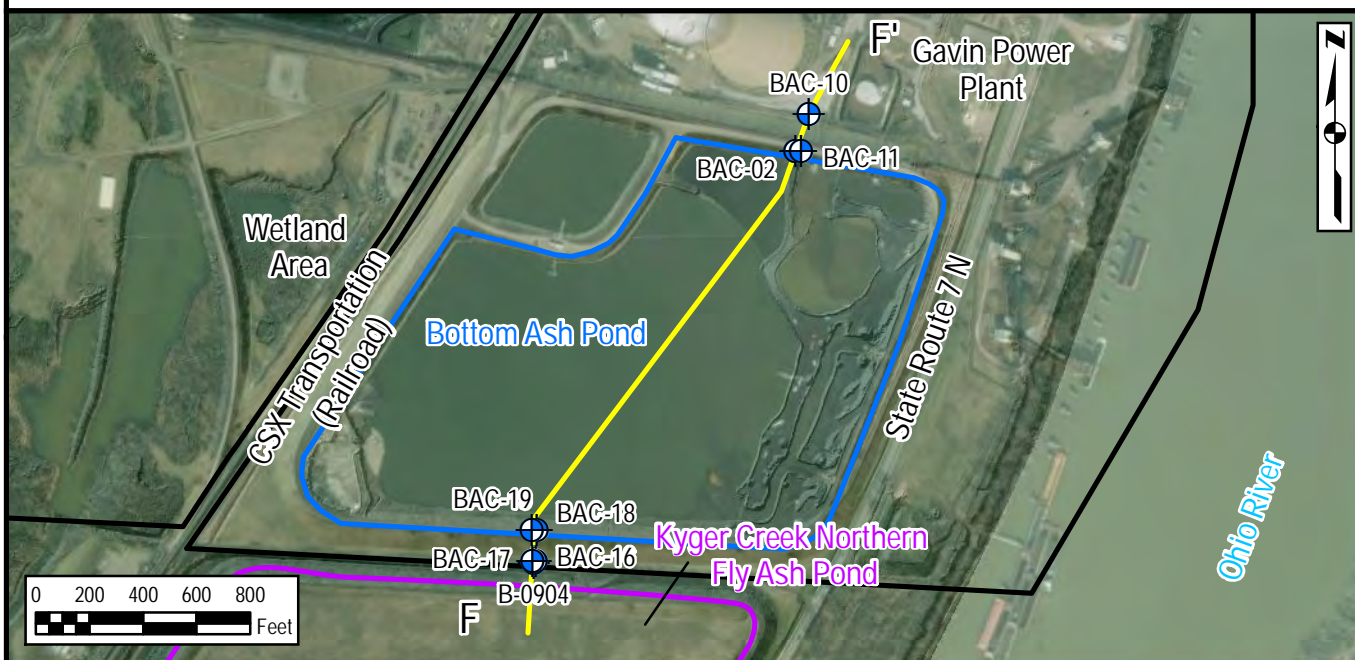 F'
Gavin Power
Plant
BAC-10
BAC-02
BAC-11
Wetland
Area
CSX Transportation
(Railroad)
Bottom Ash Pond
State Route 7 N
BAC-19
BAC-18
Kyger Creek Northern
Fly Ash Pond
BAC-17
BAC-16
B-0904
F
Ohio River
0 200 400 600 800
Feet
N